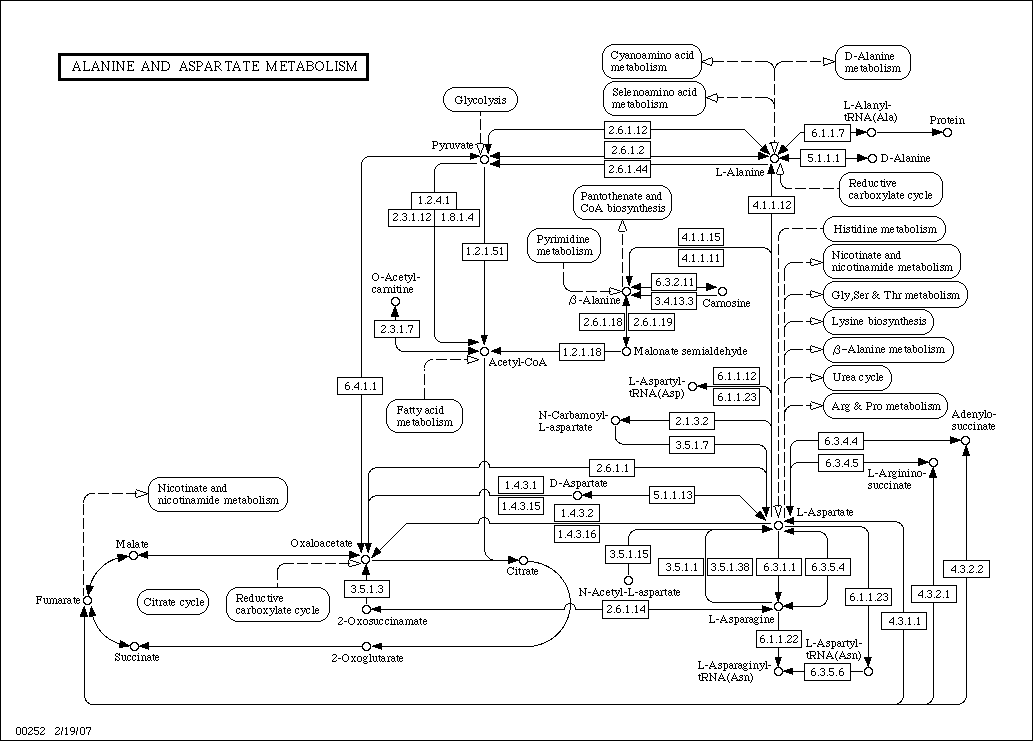 ALANINE AND ASPARTATE METABOLISM
Cyanoamino acid
metabolism
D-Alanine
metabolism
Selenoamino acid
metabolism
Glycolysis
L-Alanyl-
tRNA(Ala)
Protein
2.6.1.12
6.1.1.7
Pyruvate
2.6.1.2
5.1.1.1
D-Alanine
2.6.1.44
L-Alanine
Reductive
carboxylate cycle
1.2.4.1
2.3.1.12
1.8.1.4
Pantothenate and
CoA biosynthesis
4.1.1.12
Histidine metabolism
4.1.1.15
Pyrimidine
metabolism
1.2.1.51
4.1.1.11
Nicotinate and
nicotinamide metabolism
O-Acetyl-
carnitine
6.3.2.11
β-Alanine
3.4.13.3
Carnosine
Gly,Ser & Thr metabolism
2.3.1.7
2.6.1.18
2.6.1.19
Lysine biosynthesis
1.2.1.18
Malonate semialdehyde
Acetyl-CoA
β-Alanine metabolism
6.4.1.1
L-Aspartyl-
tRNA(Asp)
6.1.1.12
6.1.1.23
Urea cycle
Fatty acid
metabolism
Arg & Pro metabolism
N-Carbamoyl-
L-aspartate
2.1.3.2
3.5.1.7
Adenylo-
succinate
6.3.4.4
6.3.4.5
L-Arginino-
succinate
2.6.1.1
1.4.3.1
D-Aspartate
1.4.3.15
5.1.1.13
Nicotinate and
nicotinamide metabolism
1.4.3.2
1.4.3.16
L-Aspartate
Malate
Oxaloacetate
3.5.1.15
Citrate
3.5.1.1
3.5.1.38
6.3.1.1
6.3.5.4
4.3.2.2
Fumarate
Citrate cycle
Reductive
carboxylate cycle
3.5.1.3
N-Acetyl-L-aspartate
6.1.1.23
4.3.2.1
2-Oxosuccinamate
2.6.1.14
L-Asparagine
4.3.1.1
6.1.1.22
Succinate
2-Oxoglutarate
L-Aspartyl-
tRNA(Asn)
L-Asparaginyl-
tRNA(Asn)
6.3.5.6
00252 2/19/07